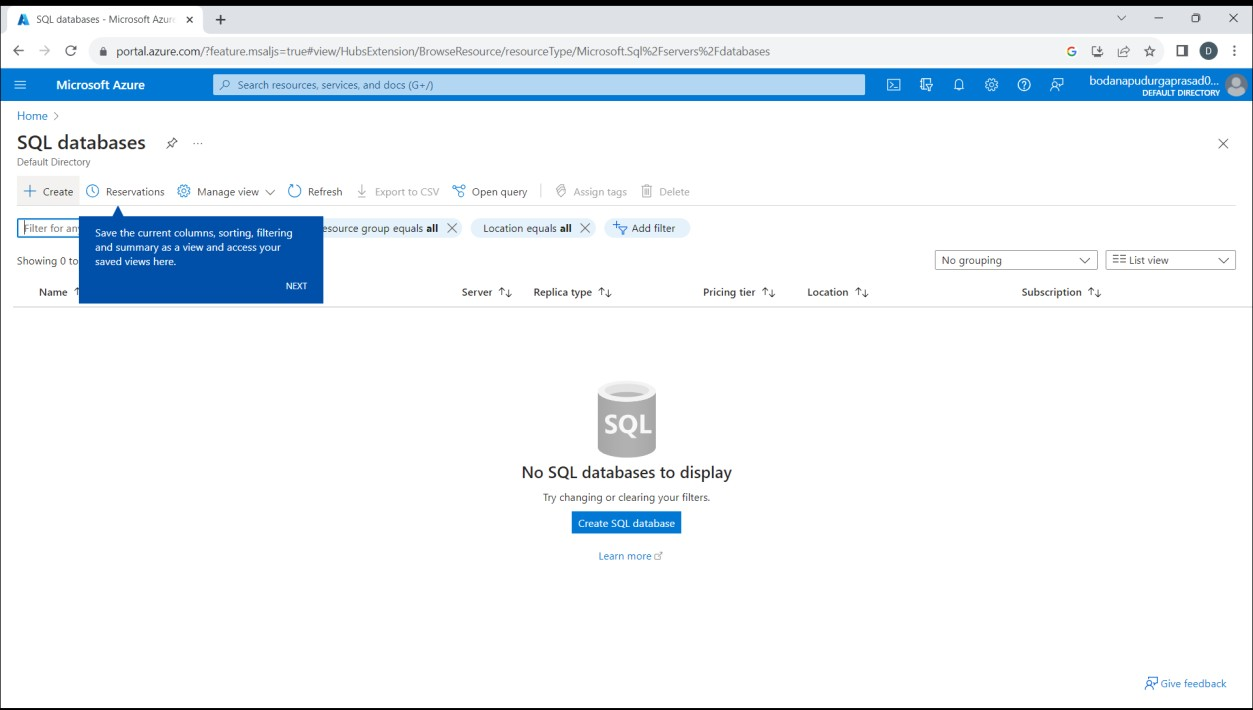 SQL databases - Microsoft Azur
portal.azure.com/?feature.msaljs=true#view/HubsExtension/BrowseResource/resourceType/Microsoft.Sql%2Fservers%2Fdatabases
G
D
Microsoft Azure
Search resources, services, and docs (G+/)
bodanapudurgaprasad0...
DEFAULT DIRECTORY
Home >
SQL databases
Default Directory
+ Create Reservations Manage view Refresh Export to CSV Open query Assign tags Delete
Filter for an
esource group equals all Location equals all Add filter
Save the current columns, sorting, filtering
and summary as a view and access your
saved views here.
NEXT
Showing 0 to
No grouping
List view
Name Server Replica type Pricing tier Location Subscription
SQL
No SQL databases to display
Try changing or clearing your filters.
Create SQL database
Learn more
Give feedback